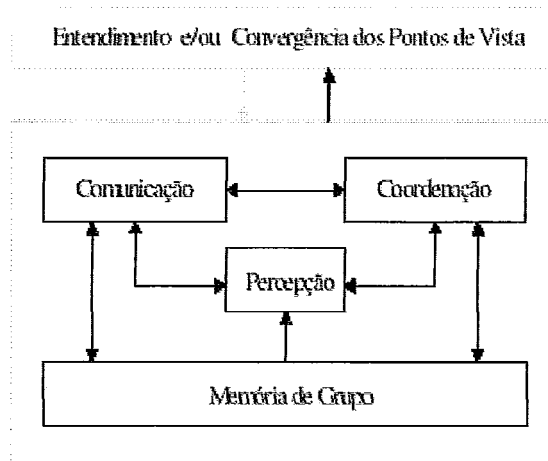 Entendimento e/ou Convergência dos Pontos de Vista
Comunicação
Coordenação
Percepção
Memória de Grupo